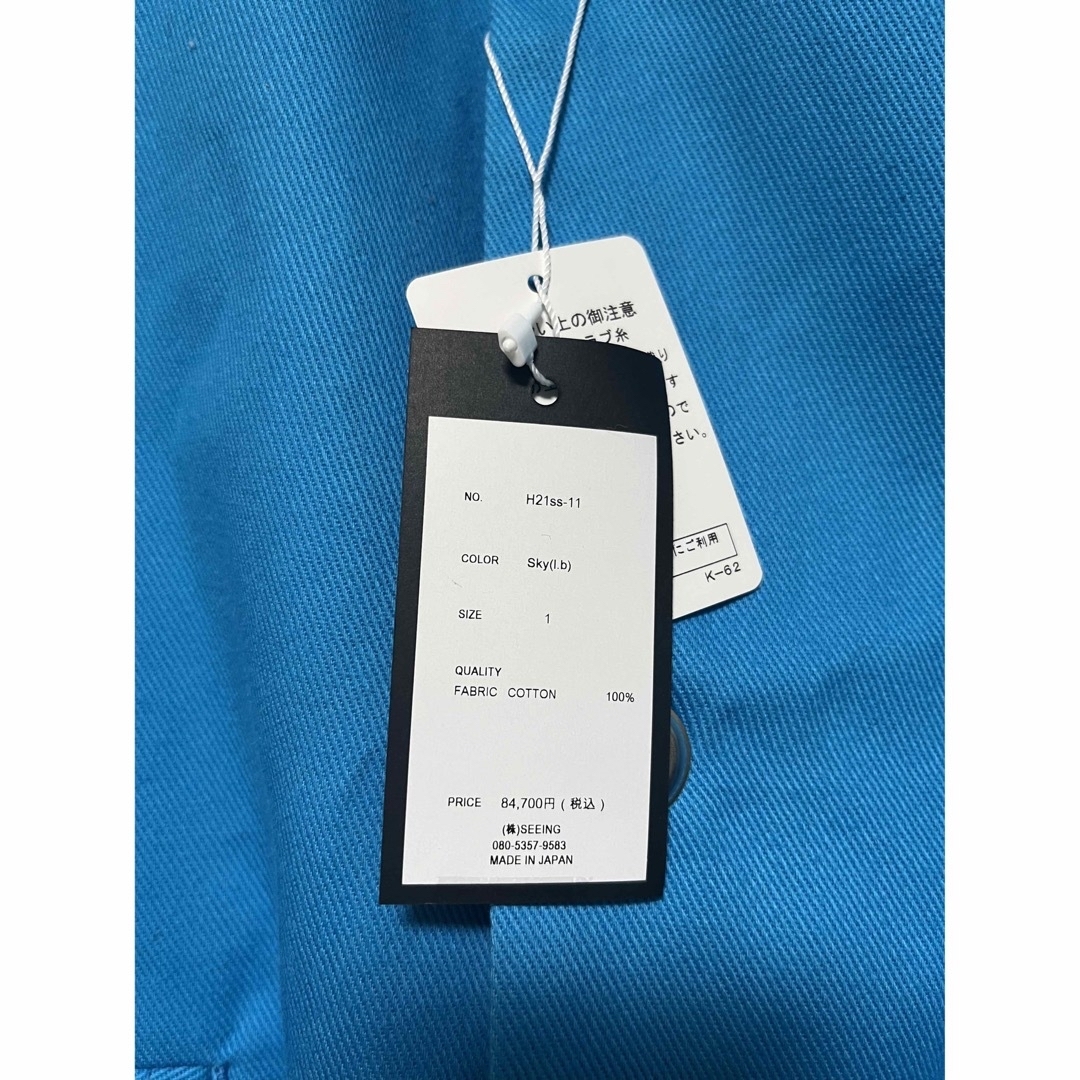 い上の御注意
ラブ糸
り
す
ので
さい。
にご利用
K-62
NO. H21ss-11
COLOR Sky(l.b)
SIZE 1
QUALITY
FABRIC COTTON 100%
PRICE 84,700円(税込)
(株)SEEING
080-5357-9583
MADE IN JAPAN